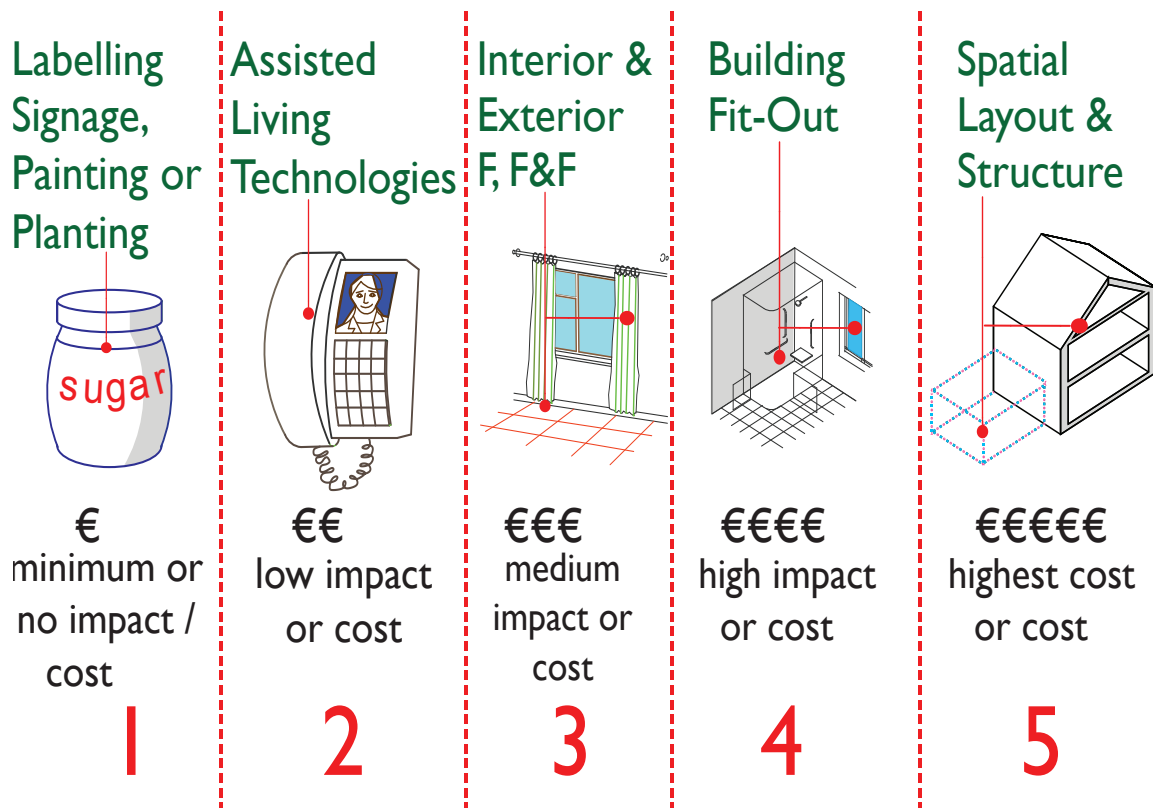 Labelling
Signage,
Painting or
Planting
sugar
€
minimum or
no impact /
cost
1
Assisted
Living
Technologies
€€
low impact
or cost
2
Interior &
Exterior
F, F&F
€€€
medium
impact or
cost
3
Building
Fit-Out
€€€€
high impact
or cost
4
Spatial
Layout &
Structure
€€€€€
highest cost
or cost
5